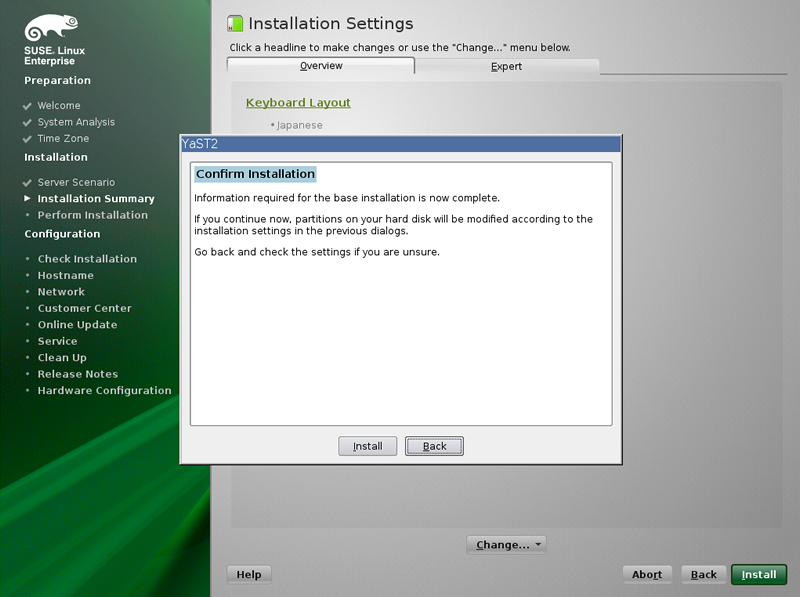 SUSE Linux
Enterprise
Preparation
Welcome
System Analysis
Time Zone
Installation
Server Scenario
Installation Summary
Perform Installation
Configuration
Check Installation
Hostname
Network
Customer Center
Online Update
Service
Clean Up
Release Notes
Hardware Configuration
Installation Settings
Click a headline to make changes or use the "Change..." menu below.
Overview
Expert
Keyboard Layout
• Japanese
YaST2
Confirm Installation
Information required for the base installation is now complete.
If you continue now, partitions on your hard disk will be modified according to the
installation settings in the previous dialogs.
Go back and check the settings if you are unsure.
Install
Back
Change...
Help
Abort
Back
Install